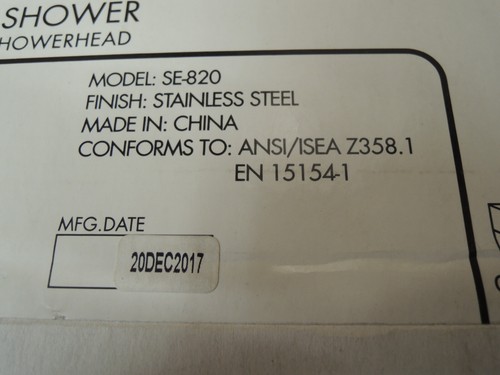 SHOWER
HOWERHEAD
MODEL: SE-820
FINISH: STAINLESS STEEL
MADE IN: CHINA
CONFORMS TO: ANSI/ISEA Z358.1
EN 15154-1
MFG.DATE
20DEC2017